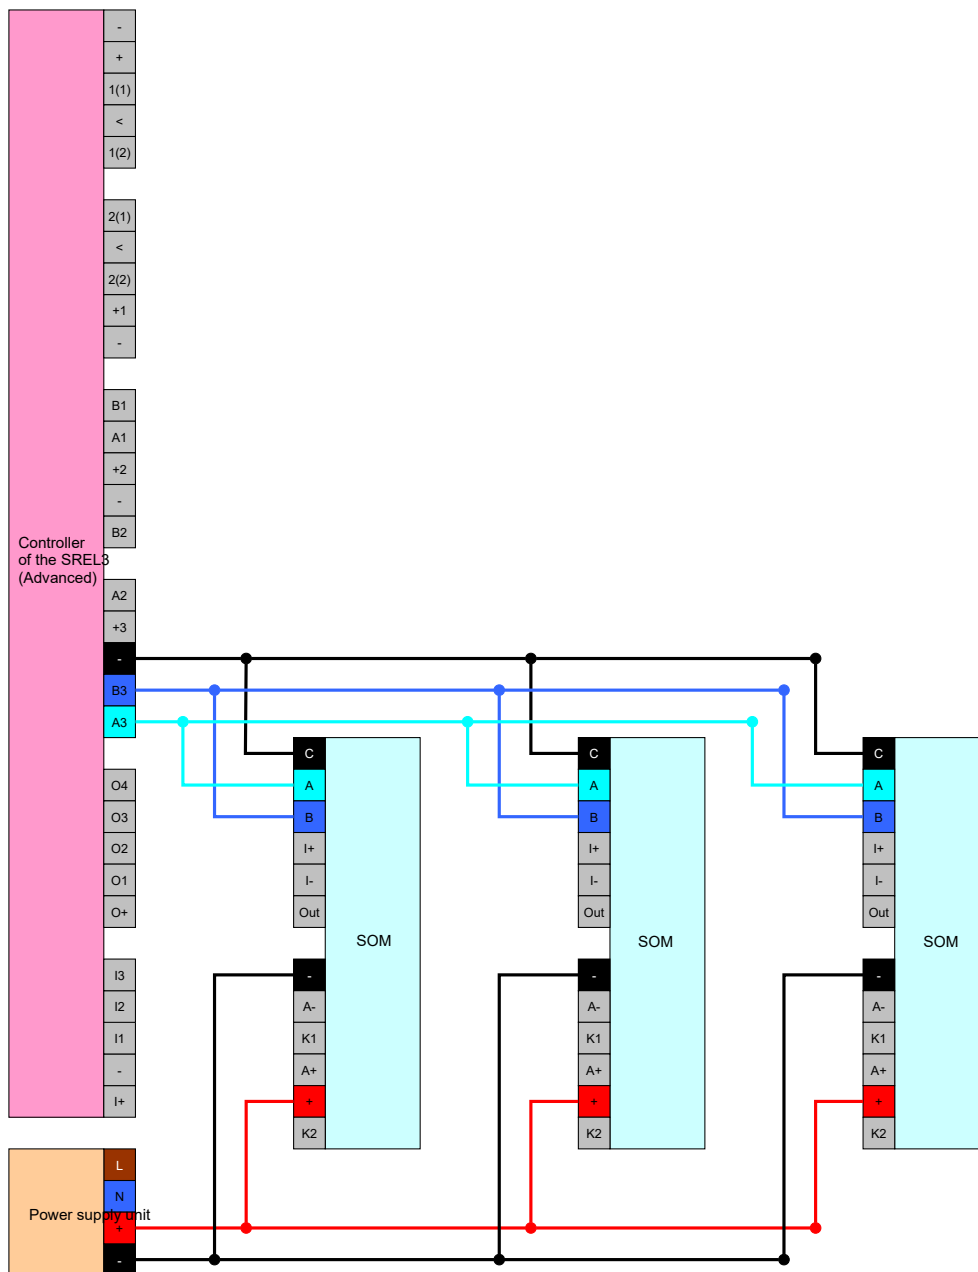 -
+
1(1)
<
1(2)
2(1)
<
2(2)
+1
-
B1
A1
+2
-
B2
Controller
of the SREL3
(Advanced)
A2
+3
-
B3
A3
O4
O3
O2
O1
O+
I3
I2
I1
-
I+
C
A
B
I+
I-
Out
SOM
-
A-
K1
A+
+
K2
C
A
B
I+
I-
Out
SOM
-
A-
K1
A+
+
K2
C
A
B
I+
I-
Out
SOM
-
A-
K1
A+
+
K2
L
N
Power supply unit
+
-